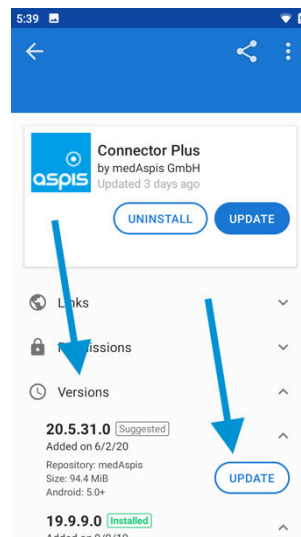 5:39
aspis
Connector Plus
by medAspis GmbH
Updated 3 days ago
UNINSTALL
UPDATE
Links
Versions
20.5.31.0 Suggested
Added on 6/2/20
Repository: medAspis
Size: 94.4 MiB
Android: 5.0+
UPDATE
19.9.9.0 Installed